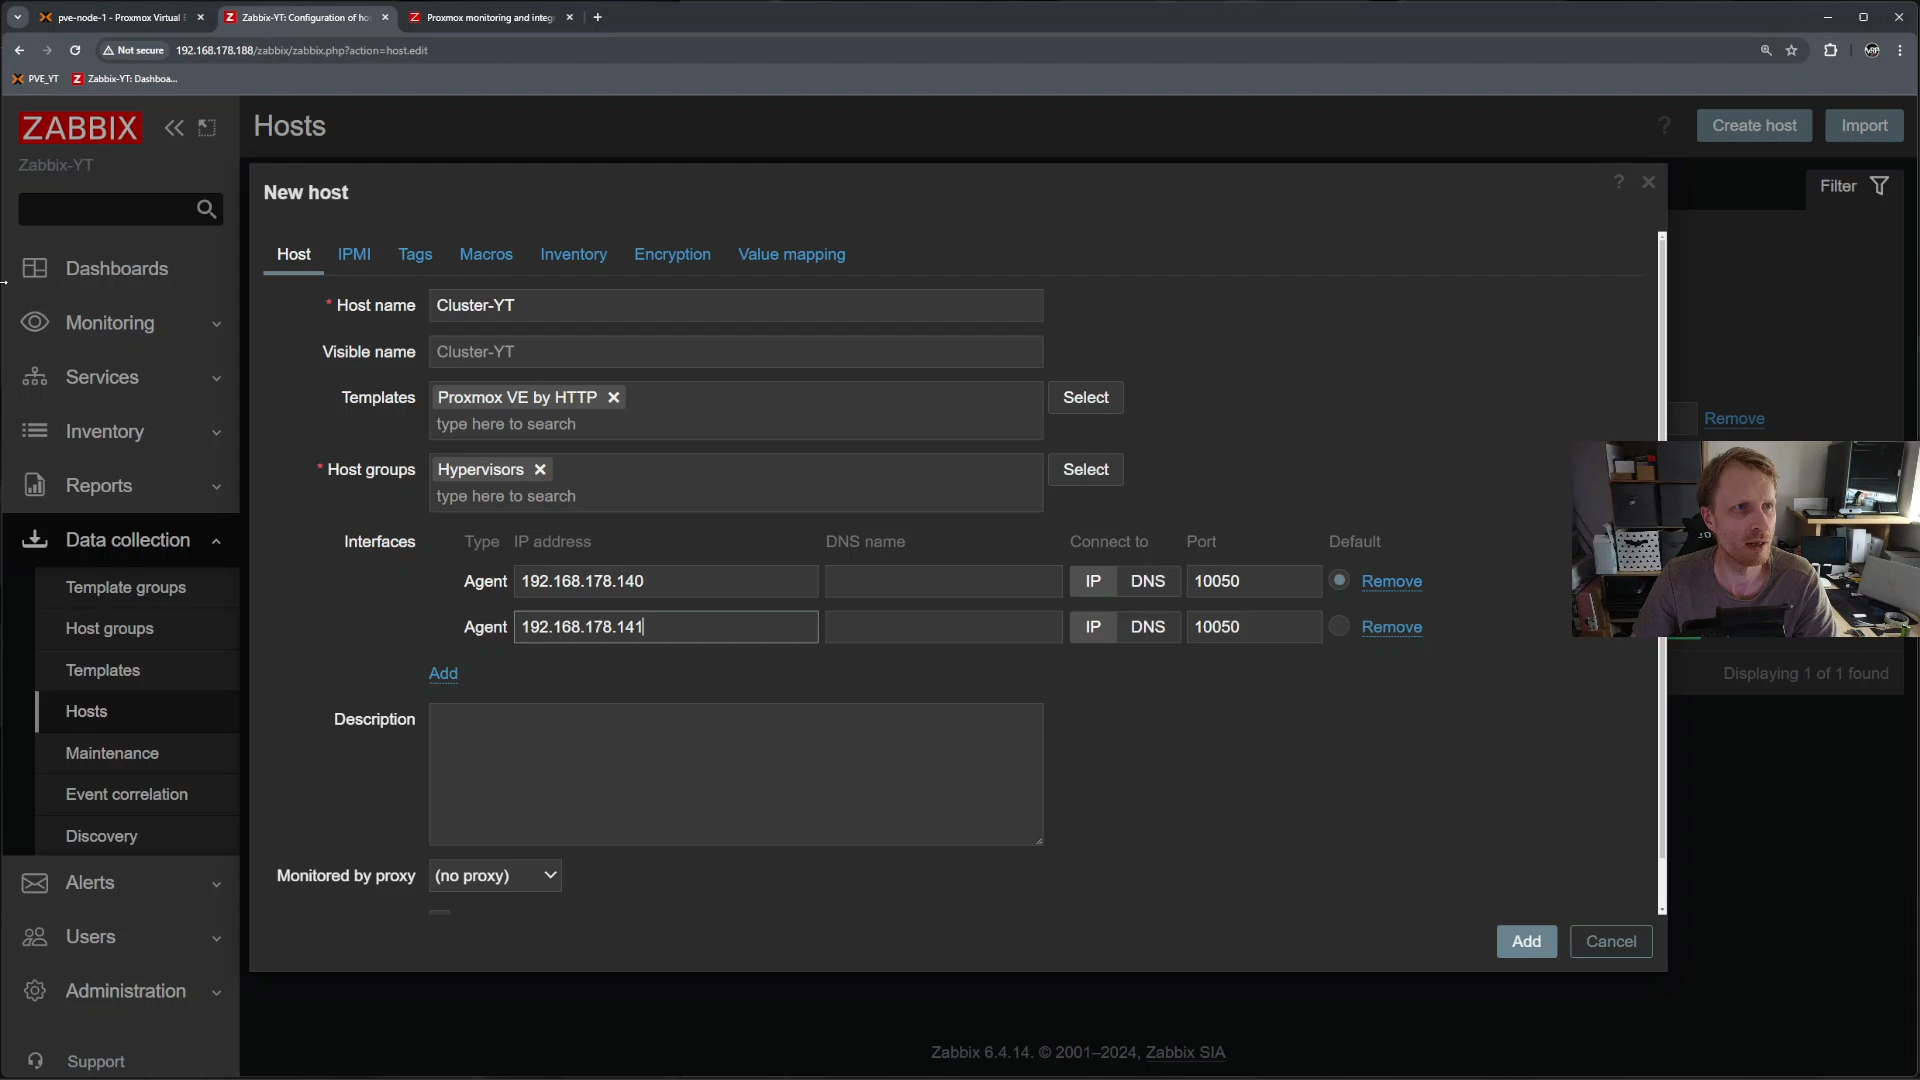 pve-node-1 - Proxmox Virtual E
Zabbix-YT: Configuration of ho
Proxmox monitoring and integ
Not secure
192.168.178.188/zabbix/zabbix.php?action=host.edit
PVE_YT
Zabbix-YT: Dashboa...
ZABBIX
Zabbix-YT
Hosts
?
Create host
Import
Filter
Dashboards
Monitoring
Services
Inventory
Reports
Data collection
Template groups
Host groups
Templates
Hosts
Maintenance
Event correlation
Discovery
Alerts
Users
Administration
Support
New host
?
Host
IPMI
Tags
Macros
Inventory
Encryption
Value mapping
* Host name
Cluster-YT
Visible name
Cluster-YT
Templates
Proxmox VE by HTTP
type here to search
Select
* Host groups
Hypervisors
type here to search
Select
Interfaces
Type IP address DNS name Connect to Port Default
Agent 192.168.178.140 IP DNS 10050 Remove
Agent 192.168.178.141 IP DNS 10050 Remove
Add
Description
Monitored by proxy
(no proxy)
Add
Cancel
Remove
Displaying 1 of 1 found
Zabbix 6.4.14. © 2001–2024, Zabbix SIA